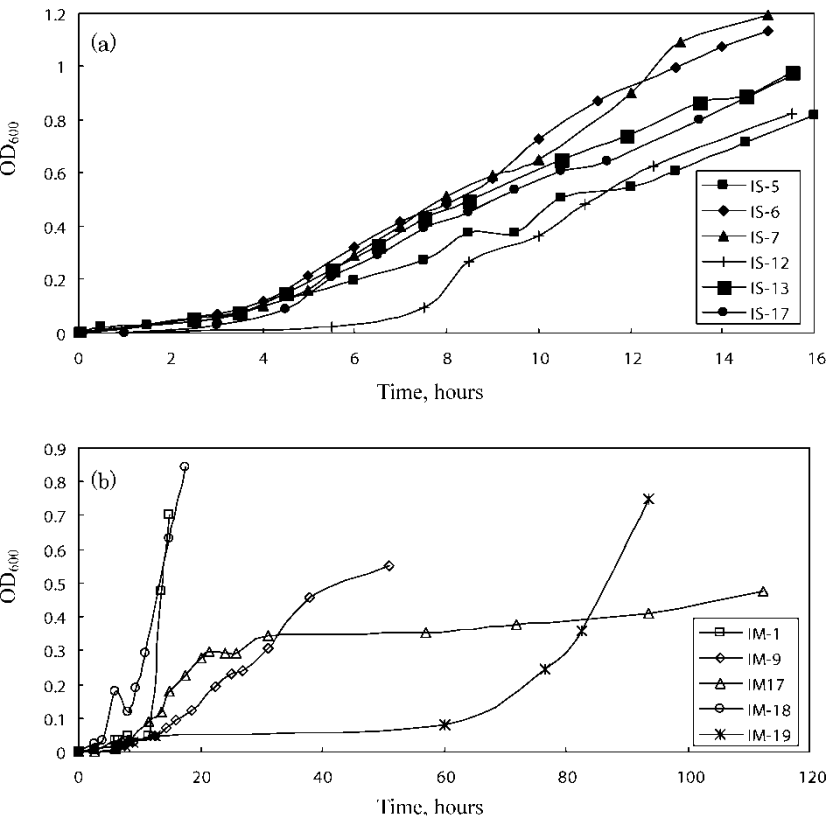 (a)
OD600
1.2
1
0.8
0.6
0.4
0.2
0
0 2 4 6 8 10 12 14 16
Time, hours
IS-5
IS-6
IS-7
IS-12
IS-13
IS-17
(b)
OD600
0.9
0.8
0.7
0.6
0.5
0.4
0.3
0.2
0.1
0
0 20 40 60 80 100 120
Time, hours
IM-1
IM-9
IM17
IM-18
IM-19